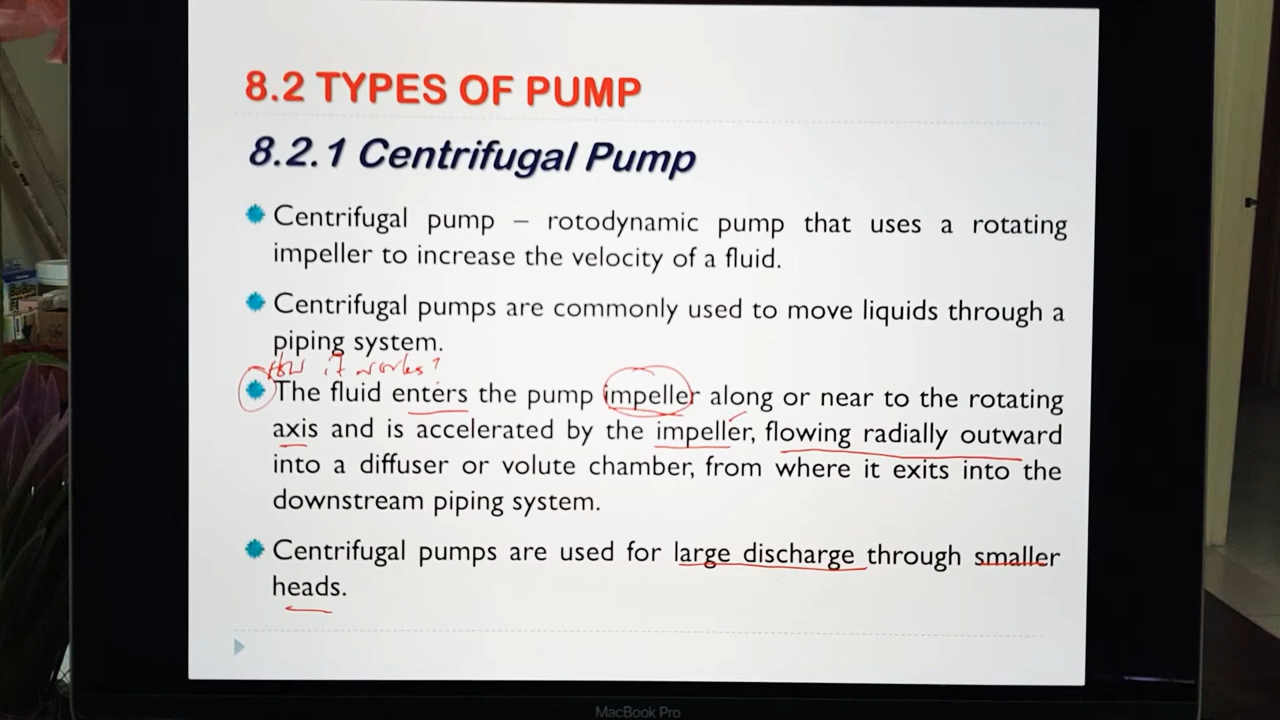 8.2 TYPES OF PUMP
8.2.1 Centrifugal Pump
Centrifugal pump – rotodynamic pump that uses a rotating
impeller to increase the velocity of a fluid.
Centrifugal pumps are commonly used to move liquids through a
piping system.
How it works?
The fluid enters the pump impeller along or near to the rotating
axis and is accelerated by the impeller, flowing radially outward
into a diffuser or volute chamber, from where it exits into the
downstream piping system.
Centrifugal pumps are used for large discharge through smaller
heads.
MacBook Pro